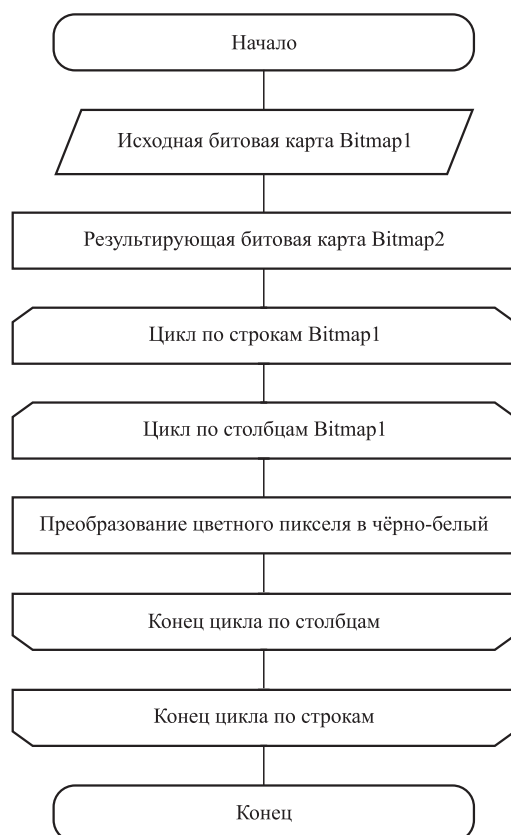 Начало
Исходная битовая карта Bitmap1
Результирующая битовая карта Bitmap2
Цикл по строкам Bitmap1
Цикл по столбцам Bitmap1
Преобразование цветного пикселя в чёрно-белый
Конец цикла по столбцам
Конец цикла по строкам
Конец